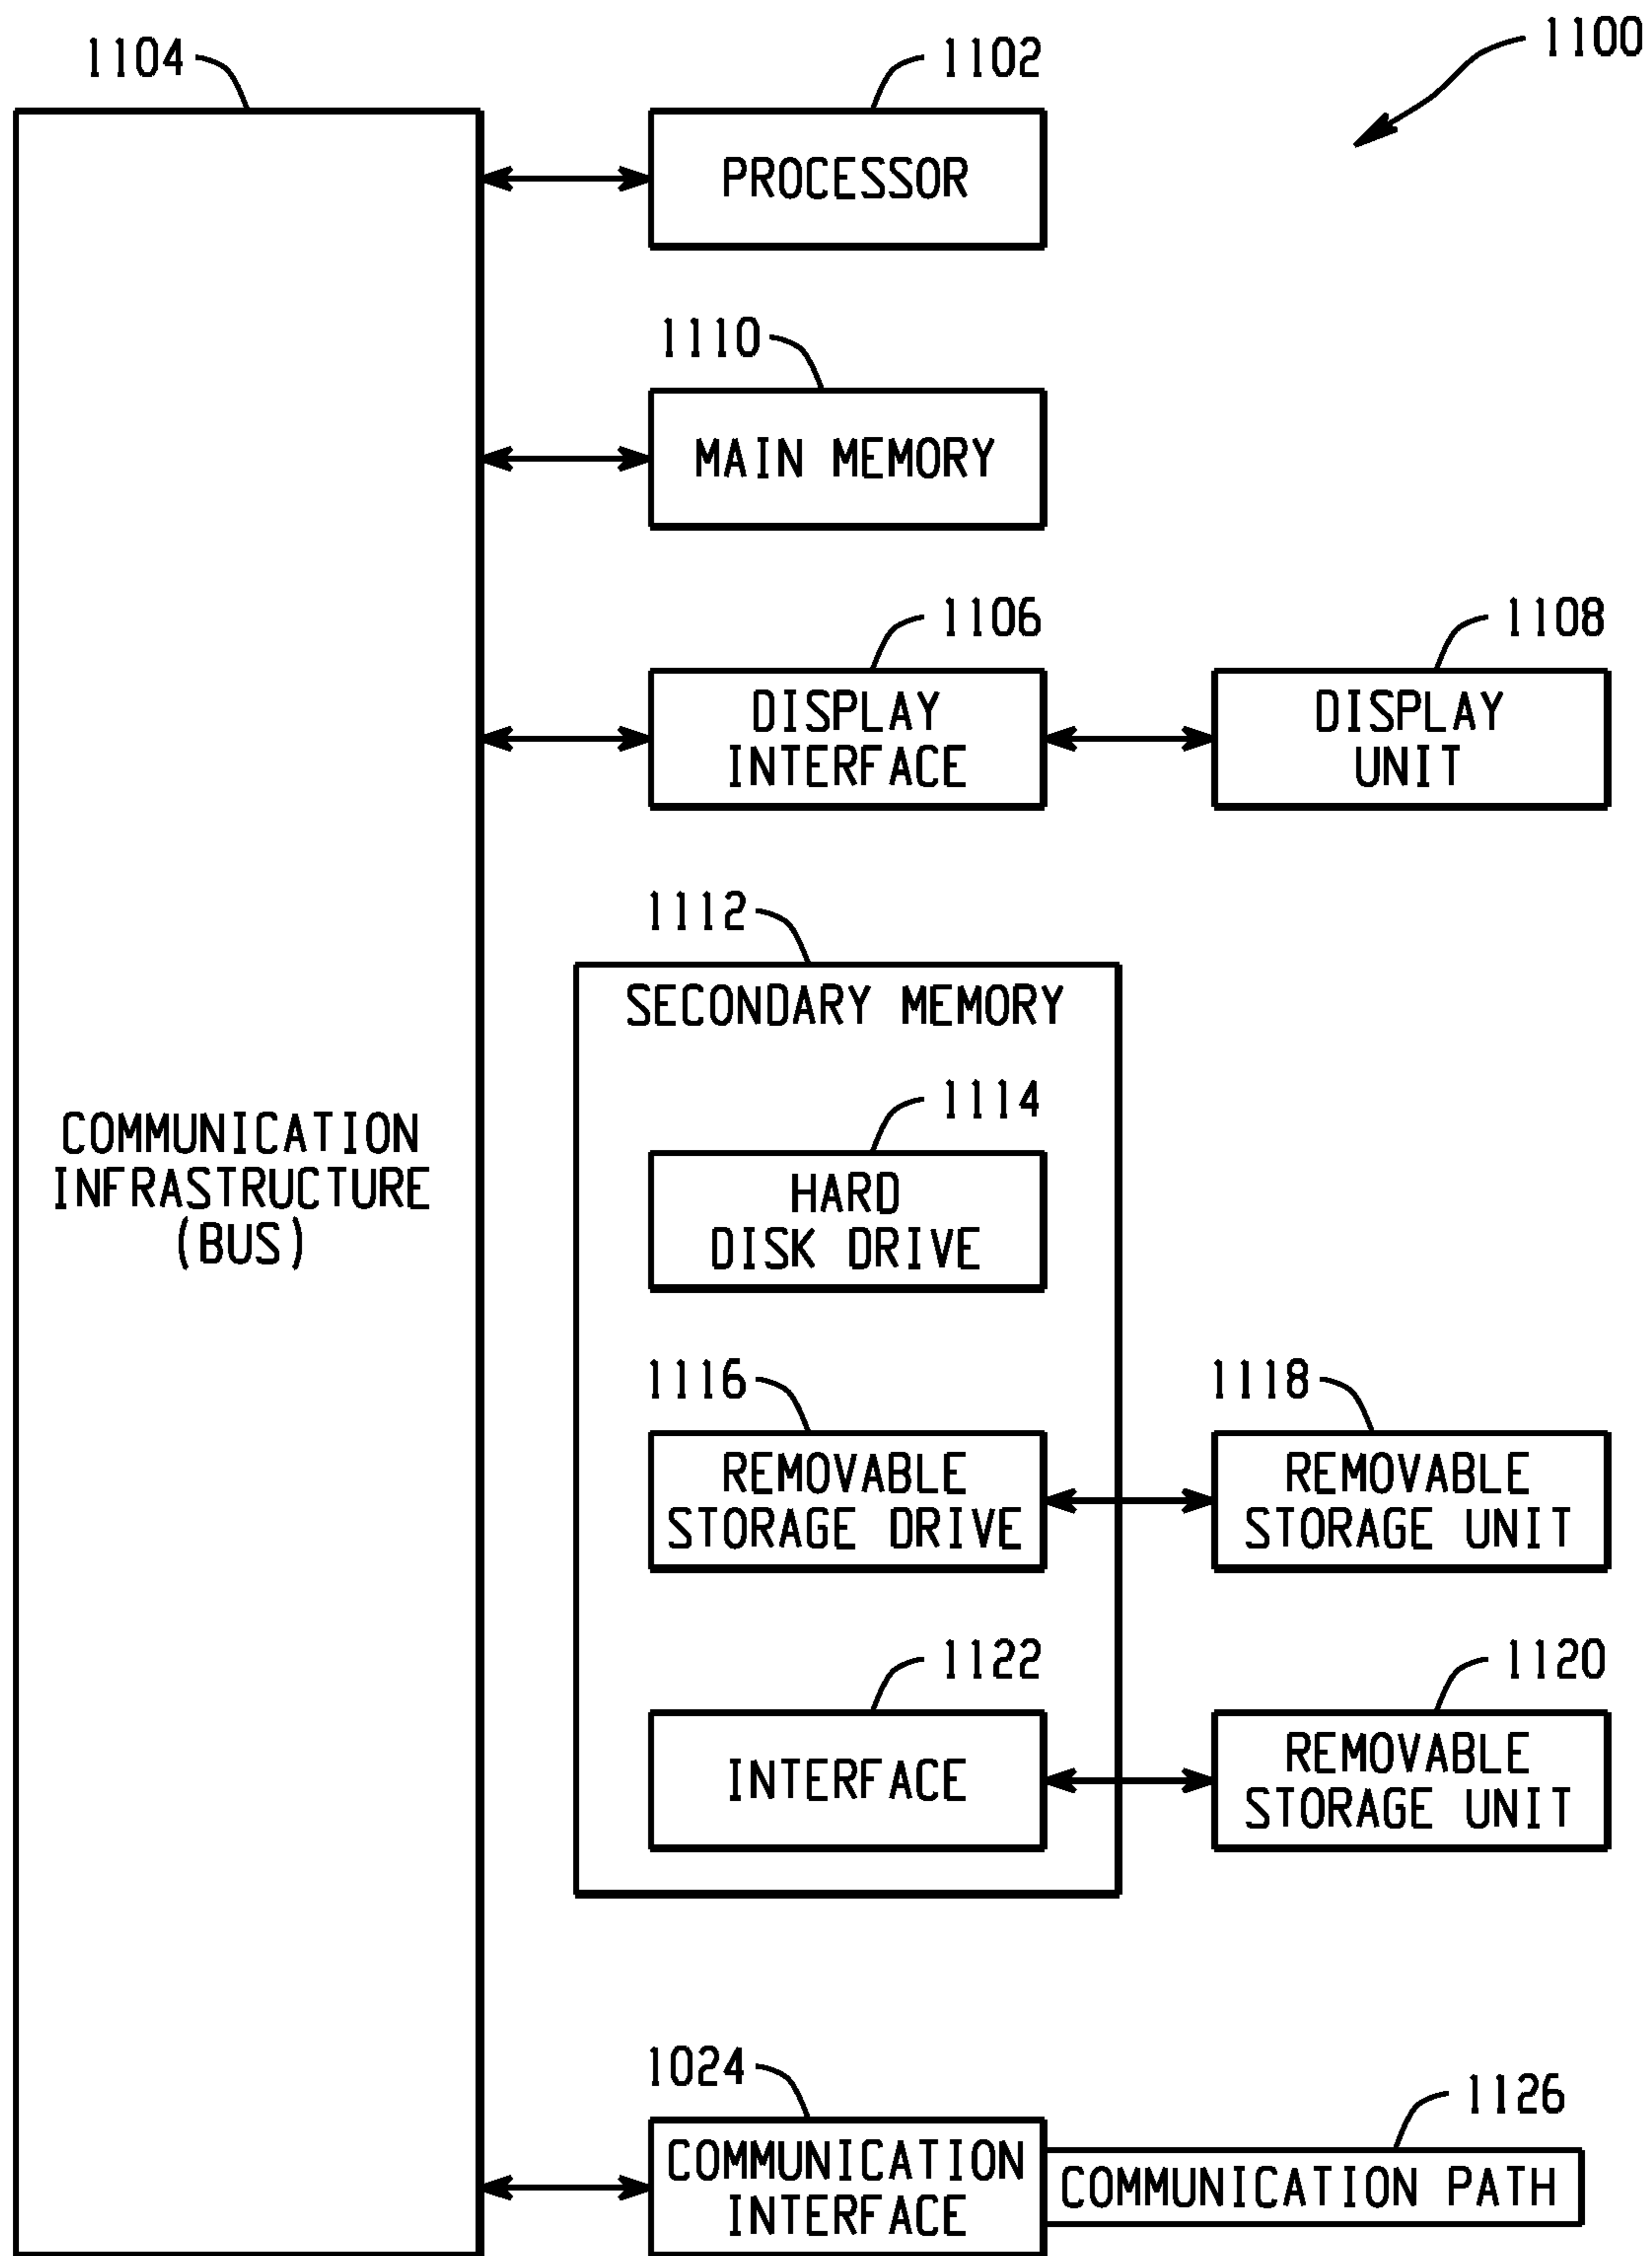 1100
1104
1102
PROCESSOR
1110
MAIN MEMORY
1106
DISPLAY
INTERFACE
1108
DISPLAY
UNIT
1112
SECONDARY MEMORY
1114
HARD
DISK DRIVE
COMMUNICATION
INFRASTRUCTURE
(BUS)
1116
REMOVABLE
STORAGE DRIVE
1118
REMOVABLE
STORAGE UNIT
1122
INTERFACE
1120
REMOVABLE
STORAGE UNIT
1024
COMMUNICATION
INTERFACE
1126
COMMUNICATION PATH